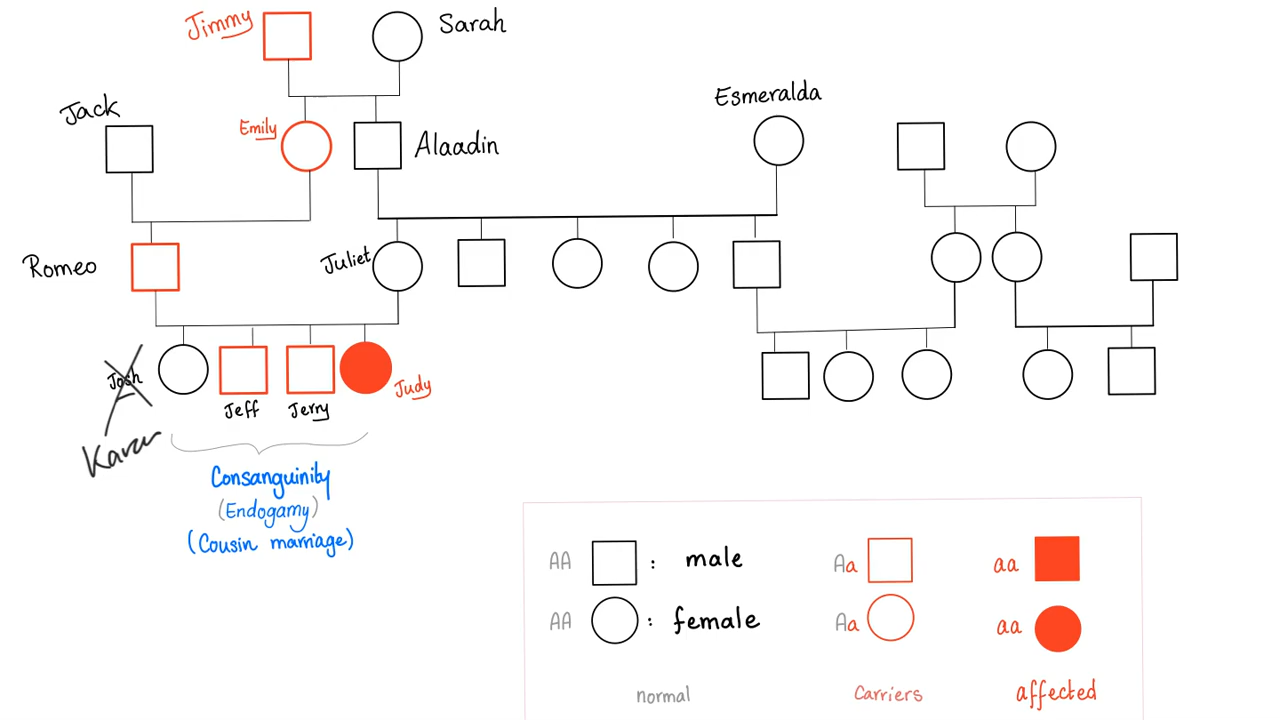 Jimmy
Sarah
Jack
Esmeralda
Emily
Alaadin
Romeo
Juliet
Josh
Karen
Jeff
Jerry
Judy
Consanguinity
(Endogamy)
(Cousin marriage)
AA : male
Aa
aa
AA : female
Aa
aa
normal
Carriers
affected